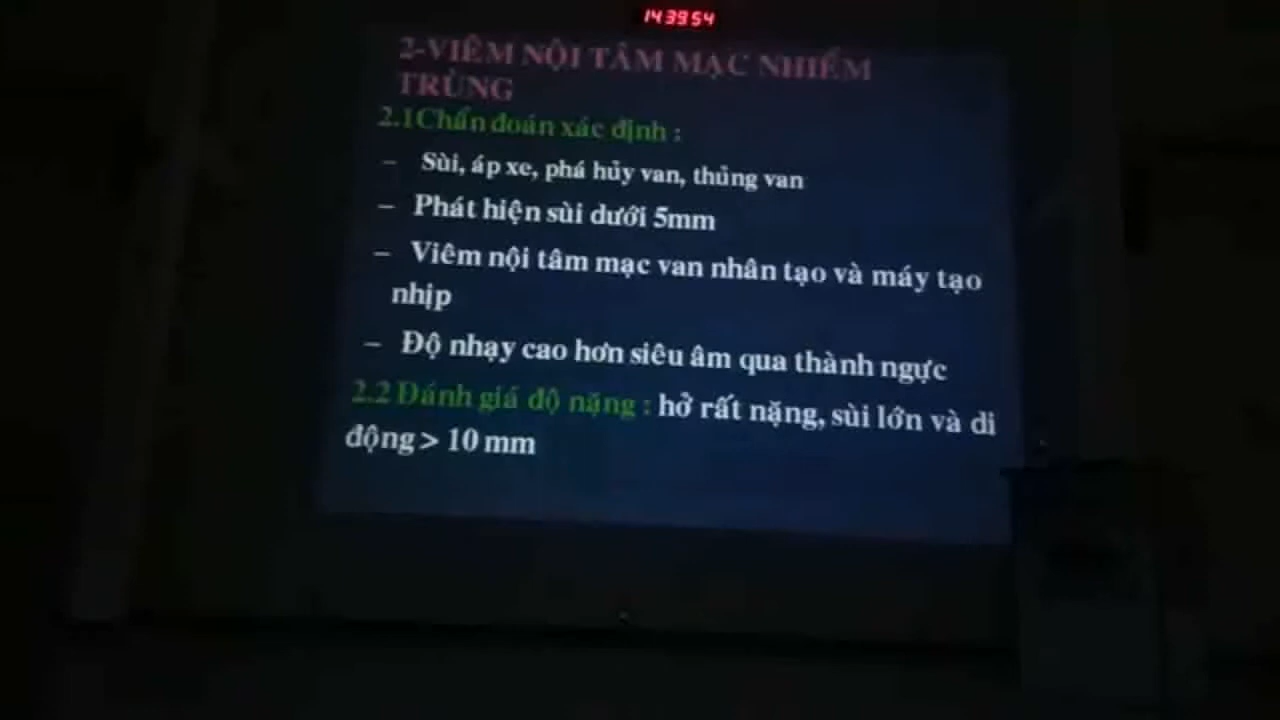 14 39 54
2-VIÊM NỘI TÂM MẠC NHIỄM
TRÙNG
2.1Chẩn đoán xác định :
– Sùi, áp xe, phá hủy van, thủng van
– Phát hiện sùi dưới 5mm
– Viêm nội tâm mạc van nhân tạo và máy tạo
nhịp
– Độ nhạy cao hơn siêu âm qua thành ngực
2.2 Đánh giá độ nặng : hở rất nặng, sùi lớn và di
động > 10 mm